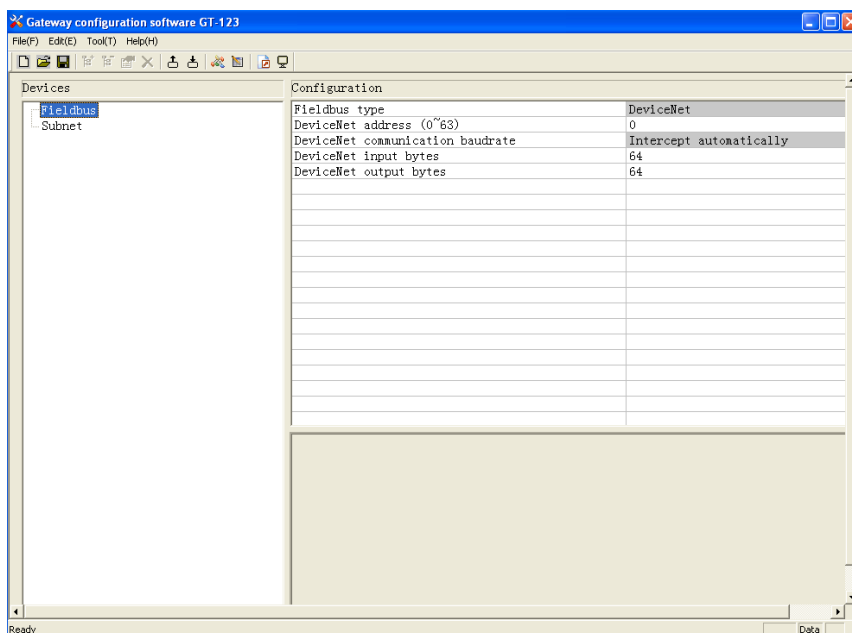 Gateway configuration software GT-123
File(F) Edit(E) Tool(T) Help(H)
Devices
Fieldbus
Subnet
Configuration
Fieldbus type DeviceNet
DeviceNet address (0~63) 0
DeviceNet communication baudrate Intercept automatically
DeviceNet input bytes 64
DeviceNet output bytes 64
Ready Data